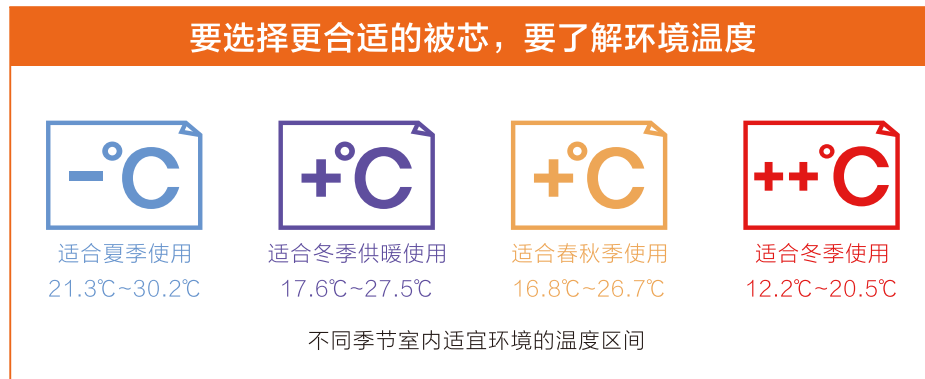 要选择更合适的被芯，要了解环境温度
-°C
+°C
+°C
++°C
适合夏季使用
适合冬季供暖使用
适合春秋季使用
适合冬季使用
21.3℃~30.2℃
17.6℃~27.5℃
16.8℃~26.7℃
12.2℃~20.5℃
不同季节室内适宜环境的温度区间